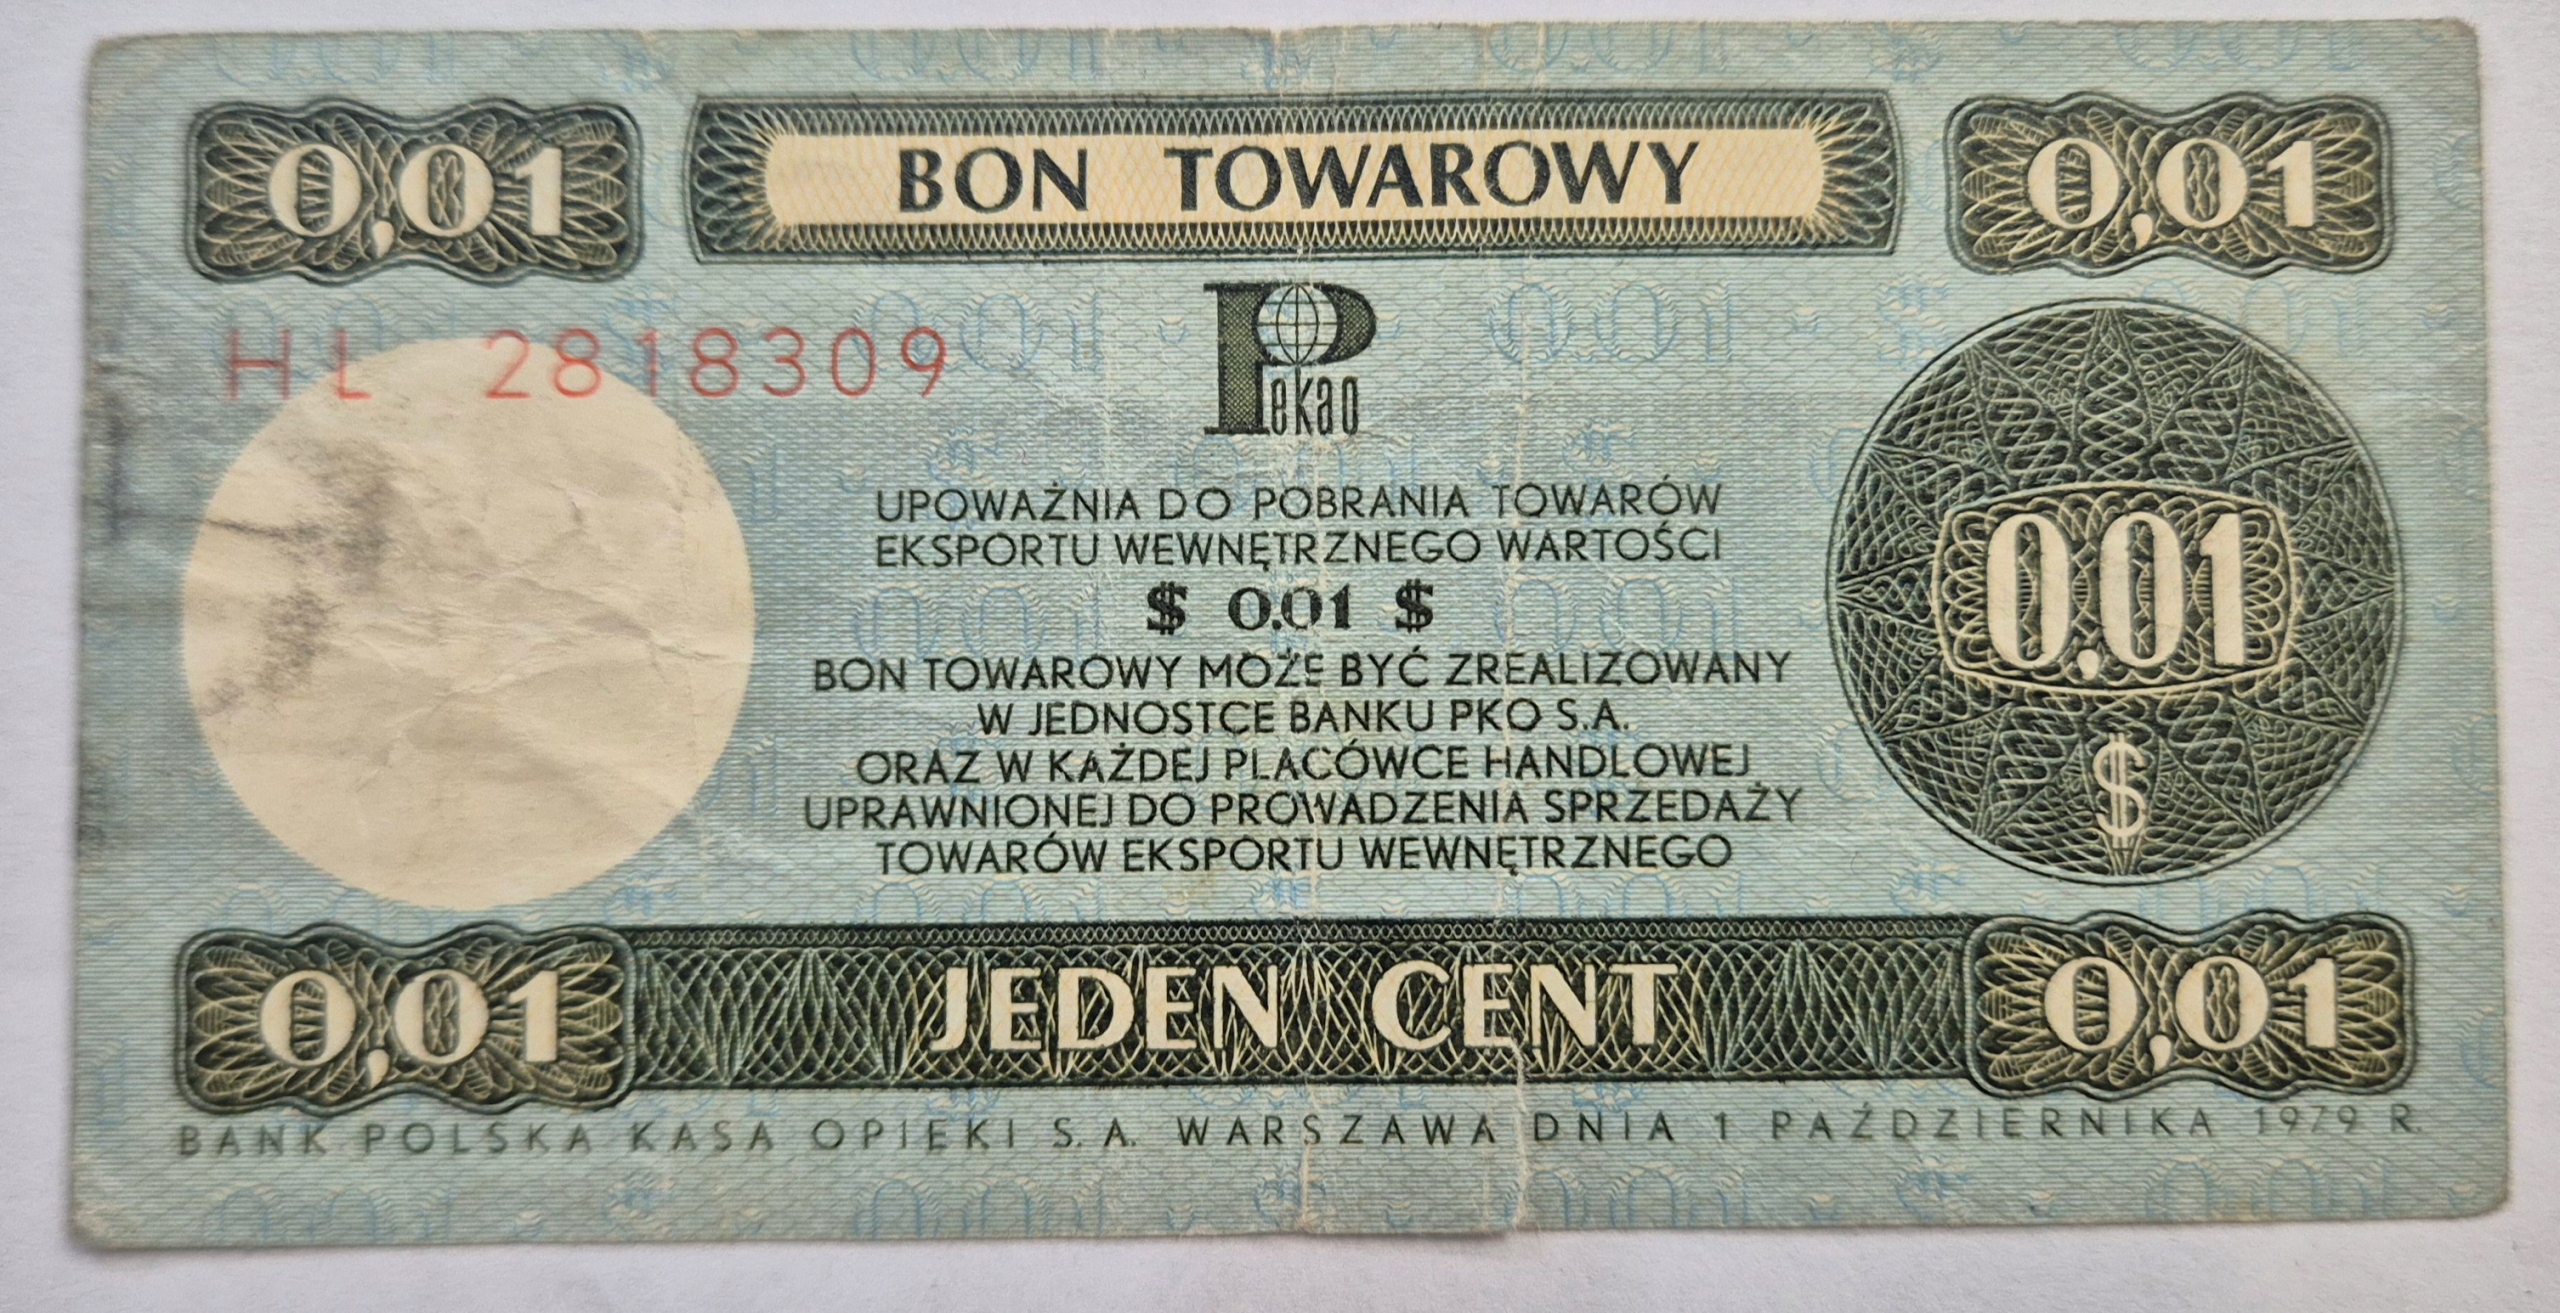 0,01 BON TOWAROWY 0,01
HL 2818309
Pekao
UPOWAŻNIA DO POBRANIA TOWARÓW
EKSPORTU WEWNĘTRZNEGO WARTOŚCI
$ 0.01 $
0,01
$
BON TOWAROWY MOŻE BYĆ ZREALIZOWANY
W JEDNOSTCE BANKU PKO S.A.
ORAZ W KAŻDEJ PLACÓWCE HANDLOWEJ
UPRAWNIONEJ DO PROWADZENIA SPRZEDAŻY
TOWARÓW EKSPORTU WEWNĘTRZNEGO
0,01 JEDEN CENT 0,01
BANK POLSKA KASA OPIEKI S.A. WARSZAWA DNIA 1 PAŹDZIERNIKA 1979 R.